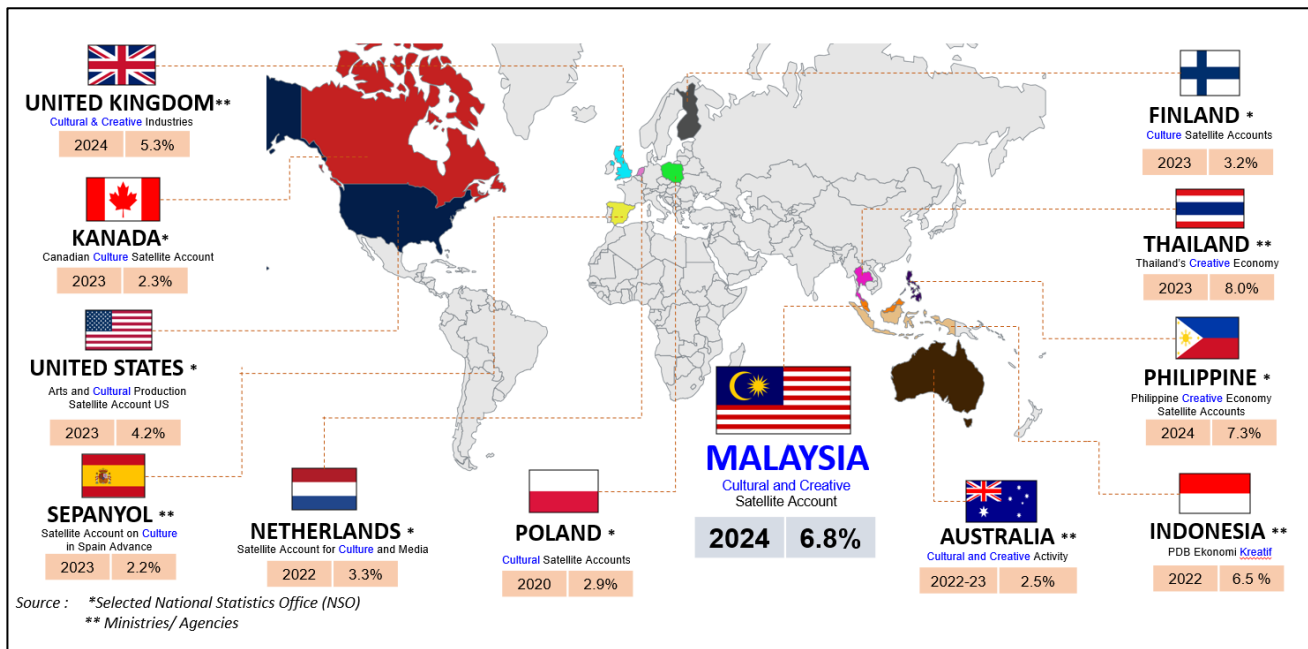 UNITED KINGDOM**
Cultural & Creative Industries
2024 5.3%
KANADA*
Canadian Culture Satellite Account
2023 2.3%
UNITED STATES *
Arts and Cultural Production
Satellite Account US
2023 4.2%
SEPANYOL **
Satellite Account on Culture
in Spain Advance
2023 2.2%
NETHERLANDS *
Satellite Account for Culture and Media
2022 3.3%
POLAND *
Cultural Satellite Accounts
2020 2.9%
MALAYSIA
Cultural and Creative
Satellite Account
2024 6.8%
AUSTRALIA **
Cultural and Creative Activity
2022-23 2.5%
FINLAND *
Culture Satellite Accounts
2023 3.2%
THAILAND **
Thailand's Creative Economy
2023 8.0%
PHILIPPINE *
Philippine Creative Economy
Satellite Accounts
2024 7.3%
INDONESIA **
PDB Ekonomi Kreatif
2022 6.5 %
Source : *Selected National Statistics Office (NSO)
** Ministries/ Agencies